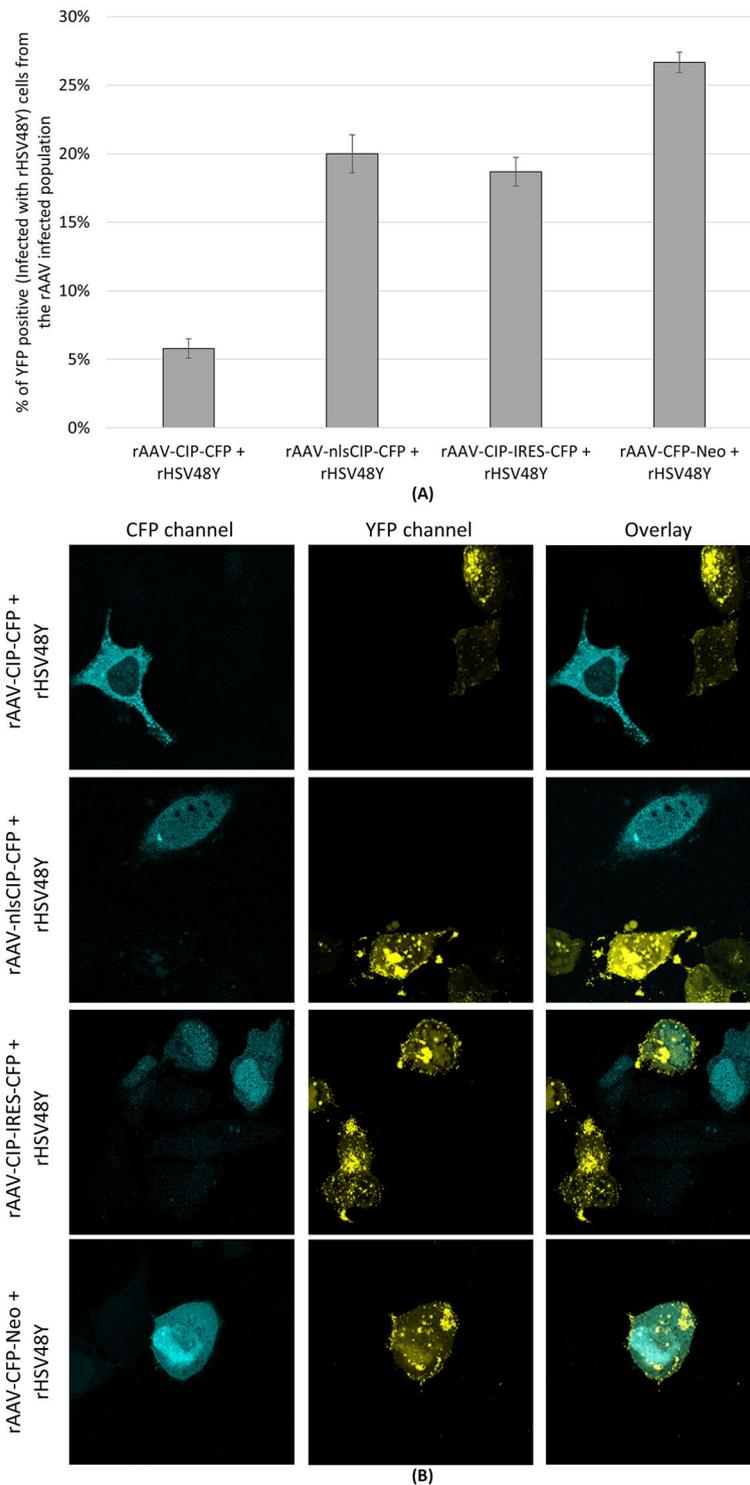 % of YFP positive (Infected with rHSV48Y) cells from
the rAAV infected population
30%
25%
20%
15%
10%
5%
0%
rAAV-CIP-CFP +
rHSV48Y
rAAV-nlsCIP-CFP +
rHSV48Y
rAAV-CIP-IRES-CFP +
rHSV48Y
rAAV-CFP-Neo +
rHSV48Y
(A)
CFP channel
YFP channel
Overlay
rAAV-CIP-CFP +
rHSV48Y
rAAV-nlsCIP-CFP +
rHSV48Y
rAAV-CIP-IRES-CFP +
rHSV48Y
rAAV-CFP-Neo +
rHSV48Y
(B)